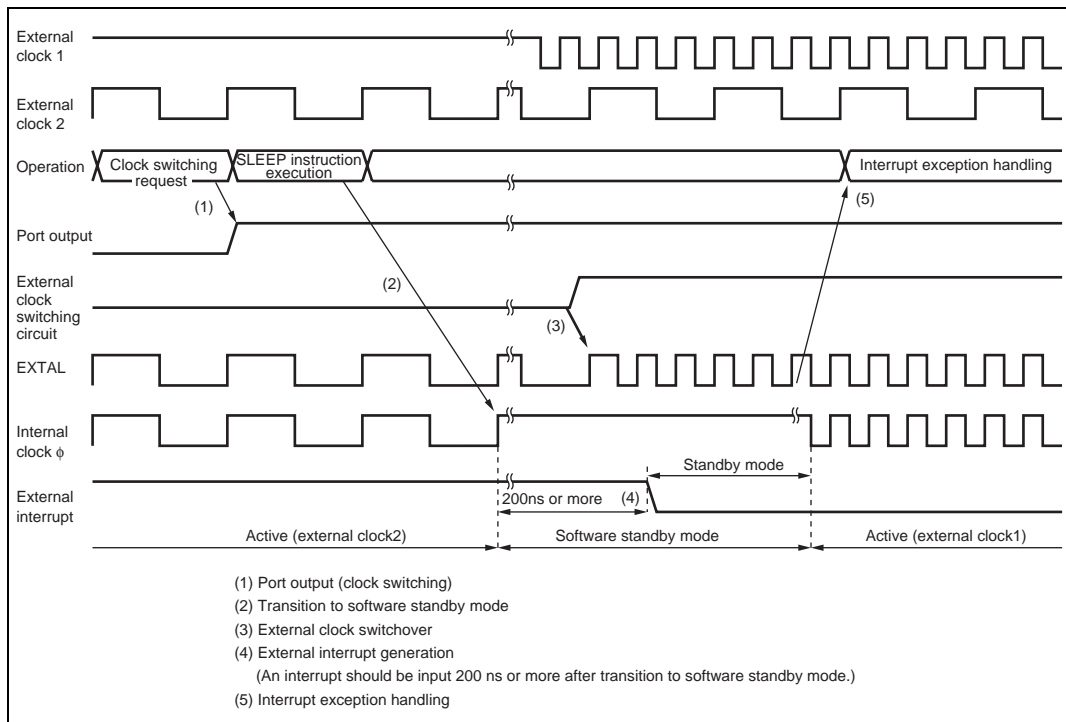 External
clock 1
External
clock 2
Operation
Clock switching
request
SLEEP instruction
execution
Interrupt exception handling
(1)
(5)
Port output
External
clock
switching
circuit
(2)
(3)
EXTAL
Internal
clock φ
Standby mode
External
interrupt
200ns or more
(4)
Active (external clock2)
Software standby mode
Active (external clock1)
(1) Port output (clock switching)
(2) Transition to software standby mode
(3) External clock switchover
(4) External interrupt generation
(An interrupt should be input 200 ns or more after transition to software standby mode.)
(5) Interrupt exception handling